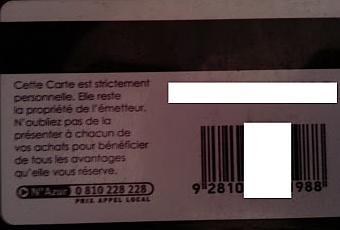 Cette Carte est strictement
personnelle. Elle reste
la propriété de l'émetteur.
N'oubliez pas de la
présenter à chacun de
vos achats pour bénéficier
de tous les avantages
qu'elle vous réserve.
N° Azur 0 810 228 228
PRIX APPEL LOCAL
9 2810 1988